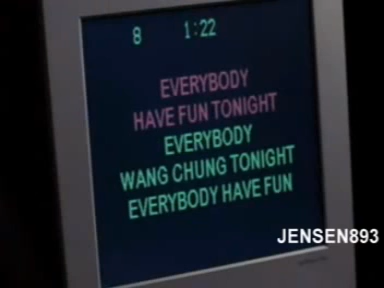 8 1:22
EVERYBODY
HAVE FUN TONIGHT
EVERYBODY
WANG CHUNG TONIGHT
EVERYBODY HAVE FUN
JENSEN893